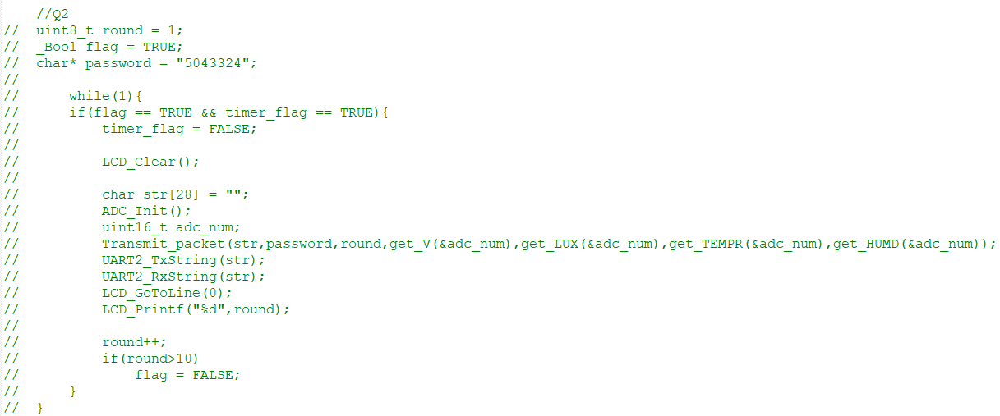 //Q2
//  uint8_t round = 1;
//  _Bool flag = TRUE;
//  char* password = "5043324";
//
//      while(1){
//      if(flag == TRUE && timer_flag == TRUE){
//          timer_flag = FALSE;
//
//          LCD_Clear();
//
//          char str[28] = "";
//          ADC_Init();
//          uint16_t adc_num;
//          Transmit_packet(str,password,round,get_V(&adc_num),get_LUX(&adc_num),get_TEMPR(&adc_num),get_HUMD(&adc_num));
//          UART2_TxString(str);
//          UART2_RxString(str);
//          LCD_GoToLine(0);
//          LCD_Printf("%d",round);
//
//          round++;
//          if(round>10)
//              flag = FALSE;
//      }
//  }